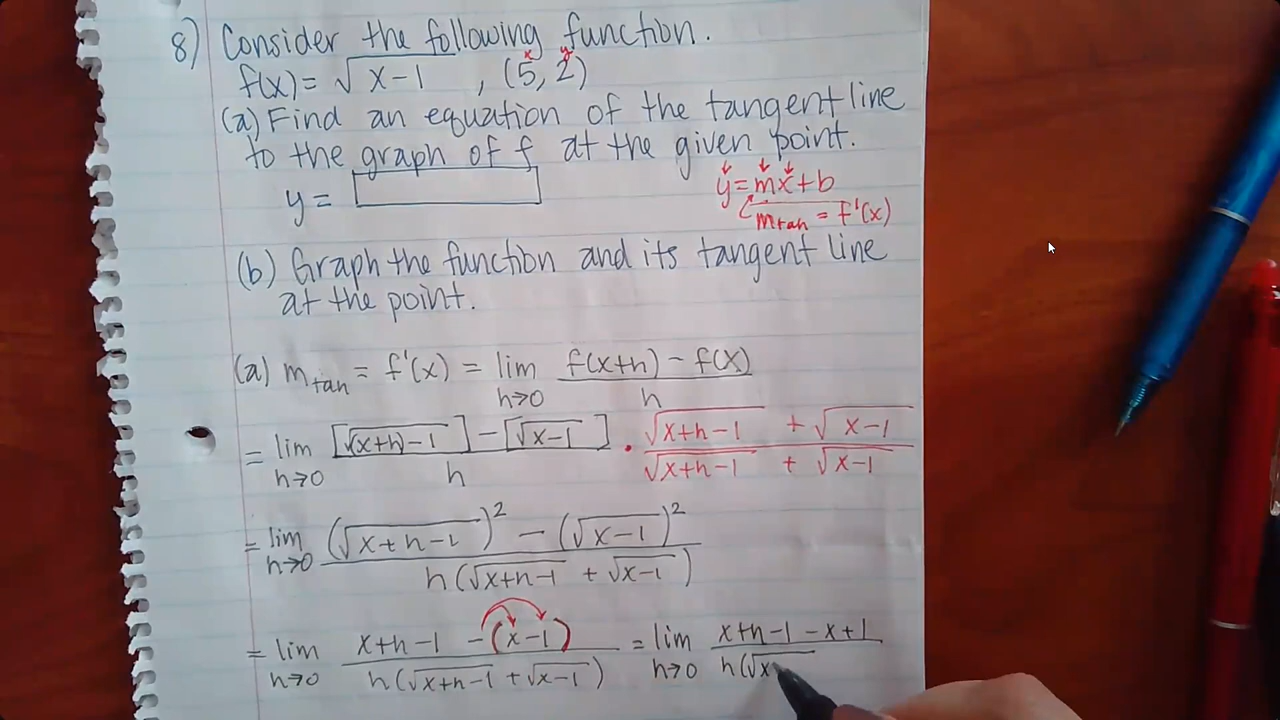 8) Consider the following function.
f(x) = √(x-1) , (5, 2)
x y
(a) Find an equation of the tangent line
to the graph of f at the given point.
y = mx+b
y =
m_tan = f'(x)
(b) Graph the function and its tangent line
at the point.
(a) m_tan = f'(x) = lim h→0 (f(x+h) - f(x))/h
= lim h→0 ([√((x+h)-1)] - [√(x-1)])/h · (√(x+h-1) + √(x-1))/(√(x+h-1) + √(x-1))
= lim h→0 ((√(x+h-1))² - (√(x-1))²)/(h(√(x+h-1) + √(x-1)))
= lim h→0 (x+h-1 -(x-1))/(h(√(x+h-1) + √(x-1))) = lim h→0 (x+h-1-x+1)/(h(√x